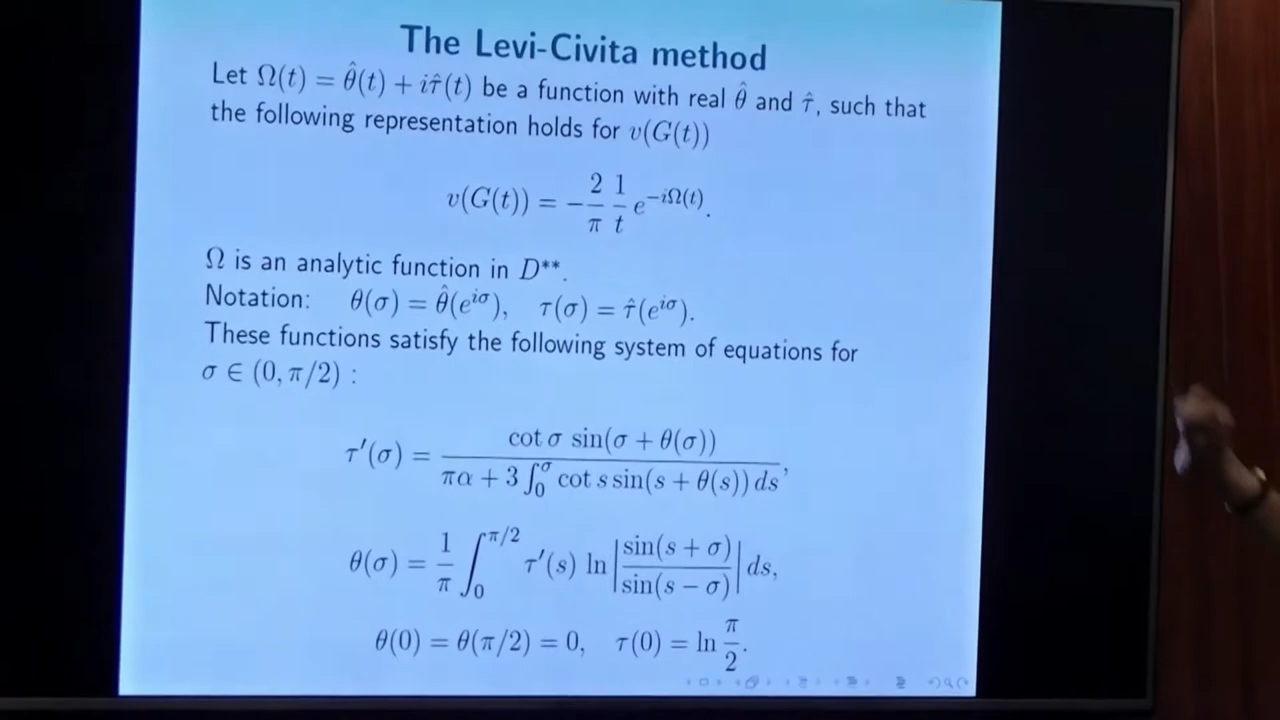 The Levi-Civita method
Let Ω(t) = θ̂(t) + iτ̂(t) be a function with real θ̂ and τ̂, such that
the following representation holds for v(G(t))
v(G(t)) = −2/π 1/t e^{−iΩ(t)}.
Ω is an analytic function in D**.
Notation: θ(σ) = θ̂(e^{iσ}), τ(σ) = τ̂(e^{iσ}).
These functions satisfy the following system of equations for
σ ∈ (0, π/2) :
τ′(σ) = cot σ sin(σ + θ(σ)) / πα + 3 ∫₀^σ cot s sin(s + θ(s)) ds,
θ(σ) = 1/π ∫₀^{π/2} τ′(s) ln |sin(s + σ)/sin(s − σ)| ds,
θ(0) = θ(π/2) = 0, τ(0) = ln π/2.